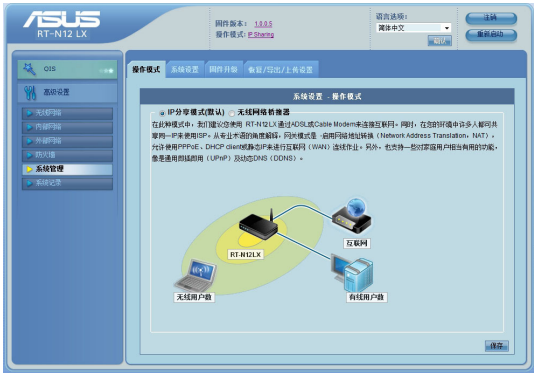 ASUS
RT-N12 LX
固件版本： 1.0.0.5
操作模式： IP Sharing
语言选项：
简体中文
确认
注销
重新启动
QIS
高级设置
无线网络
内部网络
外部网络
防火墙
系统管理
系统记录
操作模式 系统设置 固件升级 恢复/导出/上传设置
系统设置 - 操作模式
IP分享模式(默认) 无线网络桥接器
在此种模式中，我们建议您使用 RT-N12 LX通过ADSL或Cable Modem来连接互联网。同时，在您的环境中许多人都可共
享同一IP来使用ISP。从专业术语的角度解释，网关模式是 - 启用网络地址转换（Network Address Translation，NAT），
允许使用PPPoE、DHCP client或静态IP来进行互联网（WAN）连线作业。另外，也支持一些对家庭用户相当有用的功能，
像是通用即插即用（UPnP）及动态DNS（DDNS）。
互联网
RT-N12LX
无线用户数
有线用户数
保存